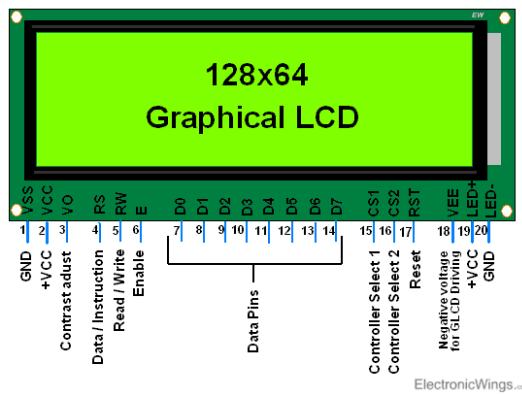 EW
128x64
Graphical LCD
VSS
VCC
VO
RS
RW
E
D0
D1
D2
D3
D4
D5
D6
D7
CS1
CS2
RST
VEE
LED+
LED-
1
2
3
4
5
6
7
8
9
10
11
12
13
14
15
16
17
18
19
20
GND
+VCC
Contrast adust
Data / Instruction
Read / Write
Enable
Data Pins
Controller Select 1
Controller Select 2
Reset
Negative voltage
for GLCD Driving
+VCC
GND